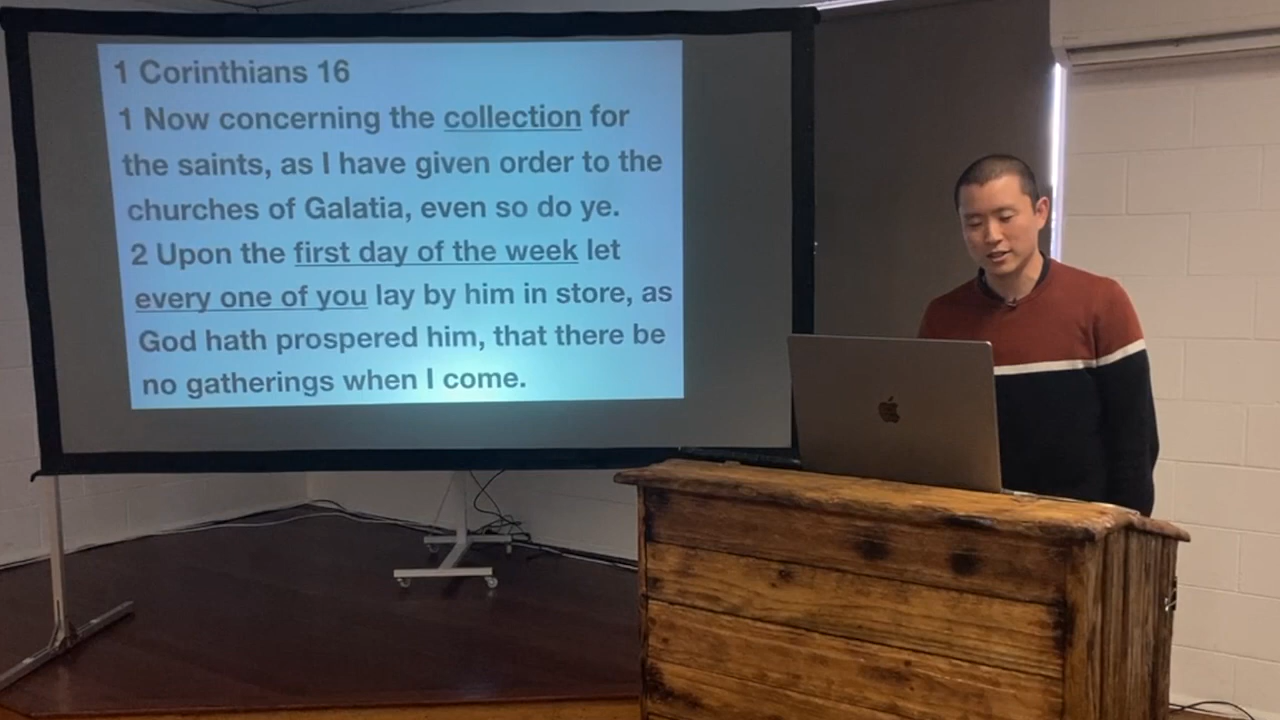 1 Corinthians 16
1 Now concerning the collection for
the saints, as I have given order to the
churches of Galatia, even so do ye.
2 Upon the first day of the week let
every one of you lay by him in store, as
God hath prospered him, that there be
no gatherings when I come.